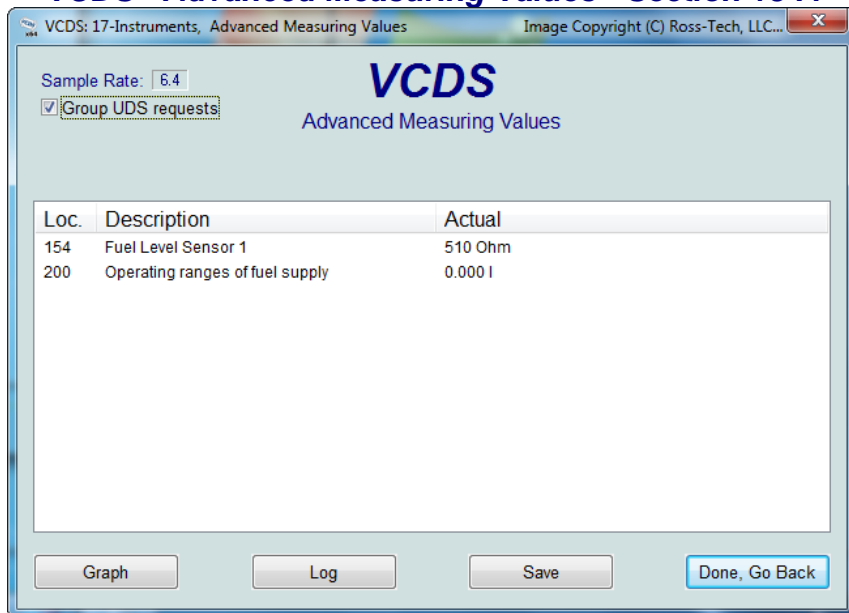 VCDS: 17-Instruments, Advanced Measuring Values Image Copyright (C) Ross-Tech, LLC...
Sample Rate: 6.4
VCDS
Group UDS requests
Advanced Measuring Values
Loc. Description Actual
154 Fuel Level Sensor 1 510 Ohm
200 Operating ranges of fuel supply 0.000 l
Graph Log Save Done, Go Back